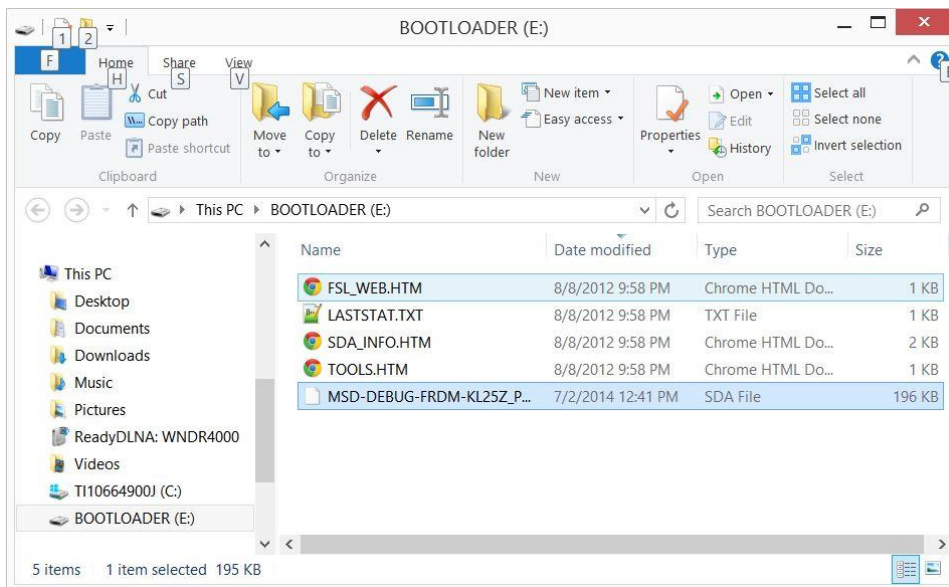 BOOTLOADER (E:)
1 2
F Home Share View
H S V
Copy
Paste
Cut
Copy path
Paste shortcut
Clipboard
Move to
Copy to
Delete
Rename
Organize
New folder
New item
Easy access
New
Properties
Open
Edit
History
Open
Select all
Select none
Invert selection
Select
This PC BOOTLOADER (E:)
Search BOOTLOADER (E:)
This PC
Desktop
Documents
Downloads
Music
Pictures
ReadyDLNA: WNDR4000
Videos
TI10664900J (C:)
BOOTLOADER (E:)
Name Date modified Type Size
FSL_WEB.HTM 8/8/2012 9:58 PM Chrome HTML Do... 1 KB
LASTSTAT.TXT 8/8/2012 9:58 PM TXT File 1 KB
SDA_INFO.HTM 8/8/2012 9:58 PM Chrome HTML Do... 2 KB
TOOLS.HTM 8/8/2012 9:58 PM Chrome HTML Do... 1 KB
MSD-DEBUG-FRDM-KL25Z_P... 7/2/2014 12:41 PM SDA File 196 KB
5 items 1 item selected 195 KB